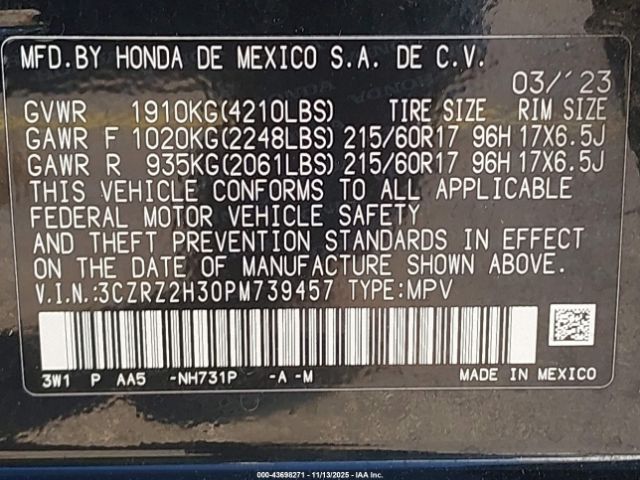 MFD.BY HONDA DE MEXICO S.A. DE C.V.
03/'23
GVWR 1910KG(4210LBS) TIRE SIZE RIM SIZE
GAWR F 1020KG(2248LBS) 215/60R17 96H 17X6.5J
GAWR R 935KG(2061LBS) 215/60R17 96H 17X6.5J
THIS VEHICLE CONFORMS TO ALL APPLICABLE
FEDERAL MOTOR VEHICLE SAFETY
AND THEFT PREVENTION STANDARDS IN EFFECT
ON THE DATE OF MANUFACTURE SHOWN ABOVE.
V.I.N.:3CZRZ2H30PM739457 TYPE:MPV
3W1 P AA5 -NH731P -A -M MADE IN MEXICO
000-43698271 - 11/13/2025 - IAA Inc.